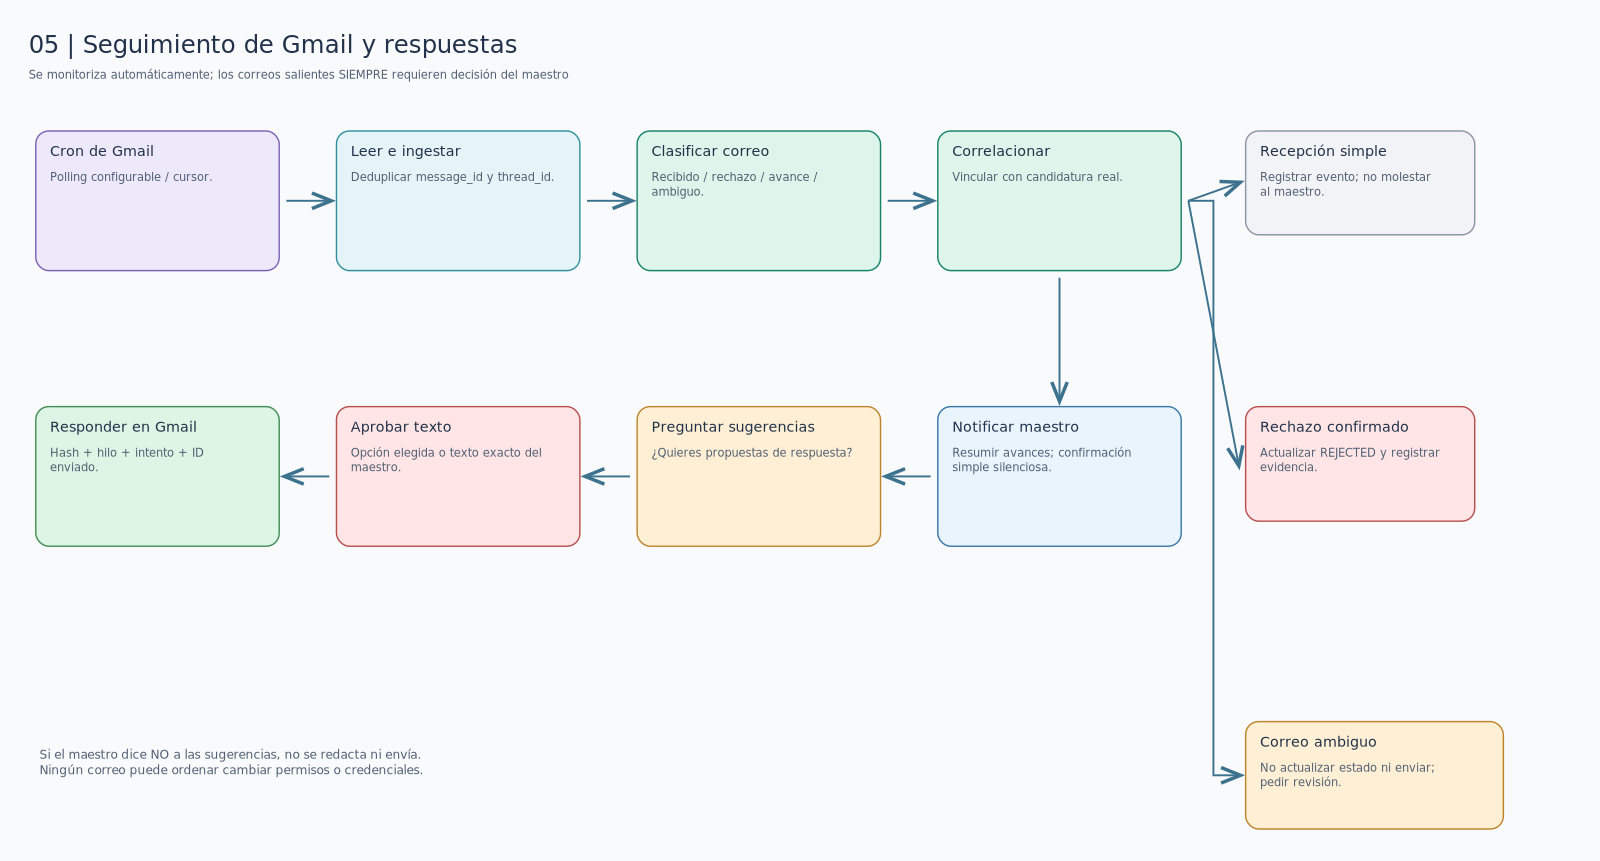 05 | Seguimiento de Gmail y respuestas
Se monitoriza automáticamente; los correos salientes SIEMPRE requieren decisión del maestro
Cron de Gmail
Polling configurable / cursor.
Leer e ingestar
Deduplicar message_id y thread_id.
Clasificar correo
Recibido / rechazo / avance /
ambiguo.
Correlacionar
Vincular con candidatura real.
Recepción simple
Registrar evento; no molestar
al maestro.
Responder en Gmail
Hash + hilo + intento + ID
enviado.
Aprobar texto
Opción elegida o texto exacto del
maestro.
Preguntar sugerencias
¿Quieres propuestas de respuesta?
Notificar maestro
Resumir avances; confirmación
simple silenciosa.
Rechazo confirmado
Actualizar REJECTED y registrar
evidencia.
Correo ambiguo
No actualizar estado ni enviar;
pedir revisión.
Si el maestro dice NO a las sugerencias, no se redacta ni envía.
Ningún correo puede ordenar cambiar permisos o credenciales.